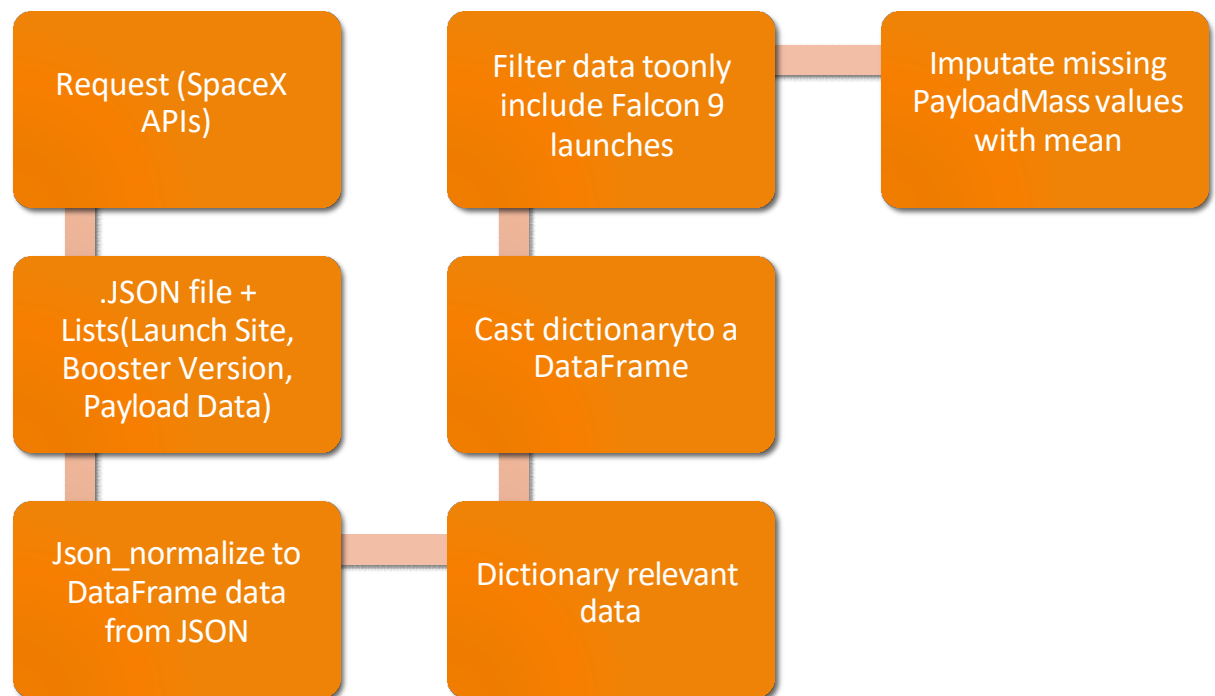 Request (SpaceX
APIs)
.JSON file +
Lists(Launch Site,
Booster Version,
Payload Data)
Json_normalize to
DataFrame data
from JSON
Dictionary relevant
data
Cast dictionaryto a
DataFrame
Filter data toonly
include Falcon 9
launches
Imputate missing
PayloadMass values
with mean